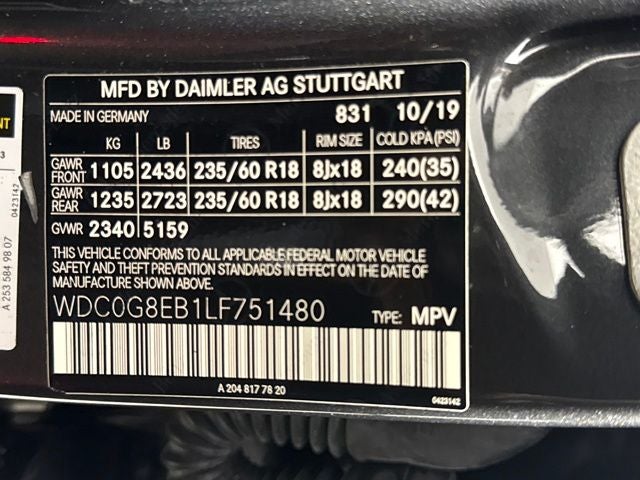 MFD BY DAIMLER AG STUTTGART
MADE IN GERMANY 831 10/19
KG LB TIRES RIM SIZE COLD KPA(PSI)
GAWR FRONT 1105 2436 235/60 R18 8Jx18 240(35)
GAWR REAR 1235 2723 235/60 R18 8Jx18 290(42)
GVWR 2340 5159
THIS VEHICLE CONFORMS TO ALL APPLICABLE FEDERAL MOTOR VEHICLE
SAFETY AND THEFT PREVENTION STANDARDS IN EFFECT ON THE DATE OF
MANUFACTURE SHOWN ABOVE.
WDC0G8EB1LF751480 TYPE: MPV
A 204 817 78 20
0423142
A 253 584 98 07
0423142